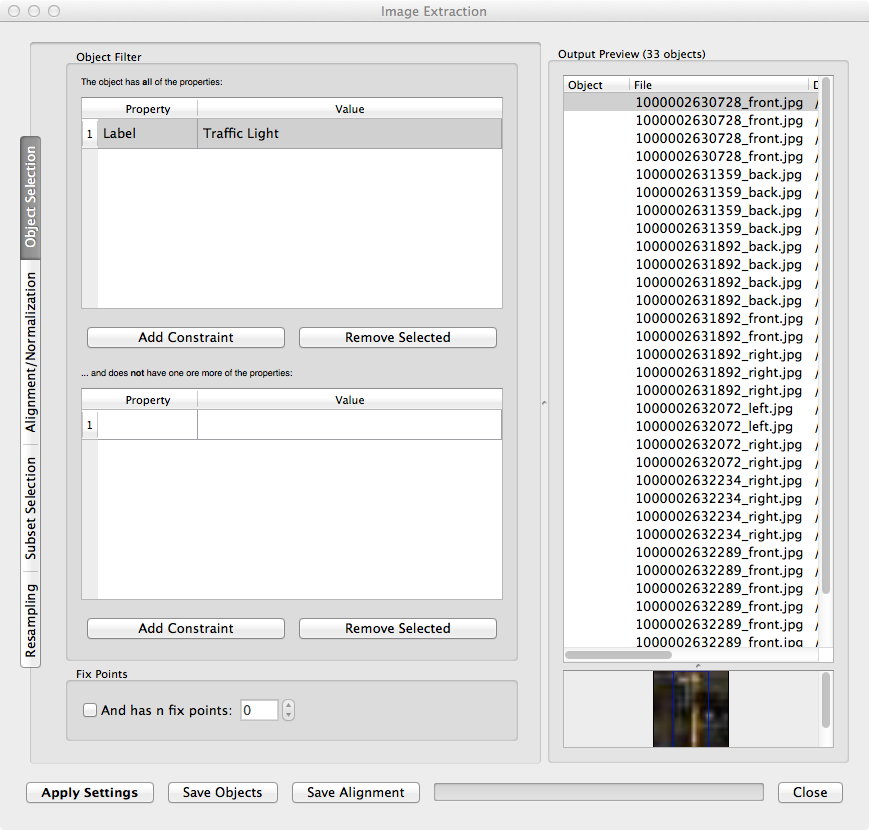 Image Extraction
Object Selection
Alignment/Normalization
Subset Selection
Resampling
Object Filter
The object has all of the properties:
Property Value
1 Label Traffic Light
Add Constraint Remove Selected
... and does not have one ore more of the properties:
Property Value
1
Add Constraint Remove Selected
Fix Points
And has n fix points: 0
Output Preview (33 objects)
Object File D
1000002630728_front.jpg /
1000002630728_front.jpg /
1000002630728_front.jpg /
1000002630728_front.jpg /
1000002631359_back.jpg /
1000002631359_back.jpg /
1000002631359_back.jpg /
1000002631359_back.jpg /
1000002631892_back.jpg /
1000002631892_back.jpg /
1000002631892_back.jpg /
1000002631892_back.jpg /
1000002631892_front.jpg /
1000002631892_front.jpg /
1000002631892_right.jpg /
1000002631892_right.jpg /
1000002631892_right.jpg /
1000002632072_left.jpg /
1000002632072_left.jpg /
1000002632072_right.jpg /
1000002632072_right.jpg /
1000002632234_right.jpg /
1000002632234_right.jpg /
1000002632234_right.jpg /
1000002632234_right.jpg /
1000002632289_front.jpg /
1000002632289_front.jpg /
1000002632289_front.jpg /
1000002632289_front.jpg /
1000002632289_front.jpg /
1000002632289_front.jpg /
Apply Settings Save Objects Save Alignment Close